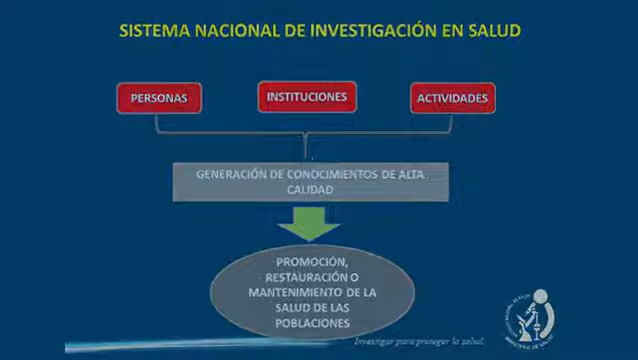 SISTEMA NACIONAL DE INVESTIGACIÓN EN SALUD
PERSONAS
INSTITUCIONES
ACTIVIDADES
GENERACIÓN DE CONOCIMIENTOS DE ALTA
CALIDAD
PROMOCIÓN,
RESTAURACIÓN O
MANTENIMIENTO DE LA
SALUD DE LAS
POBLACIONES
Investigar para proteger la salud